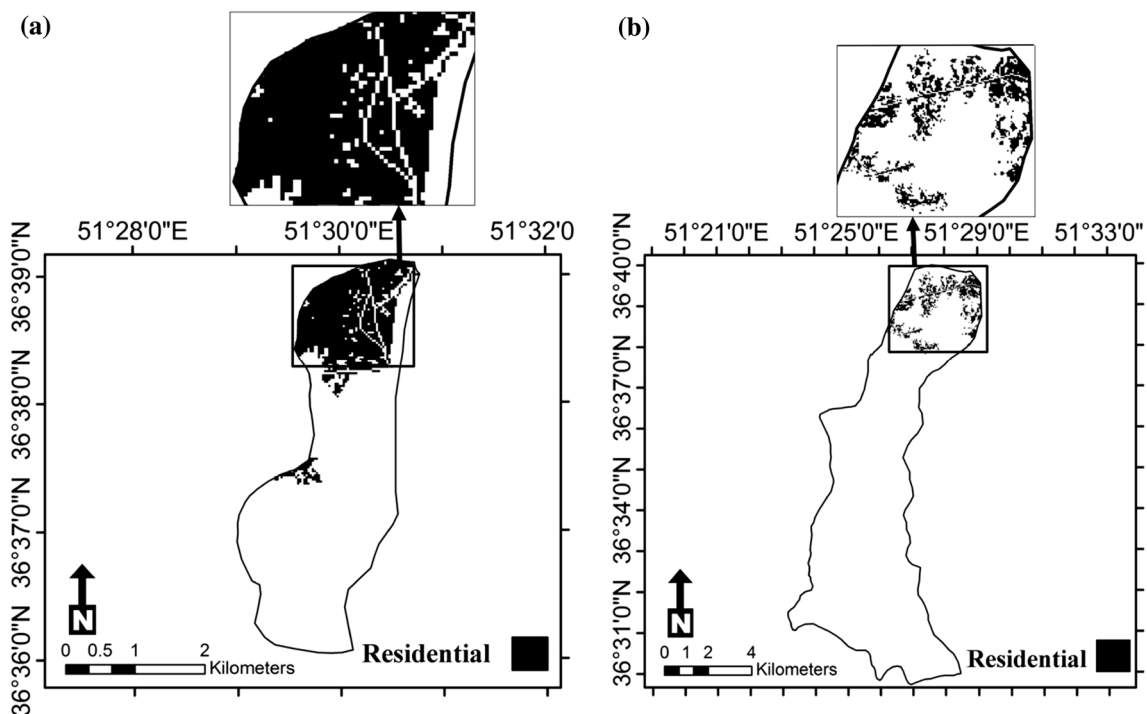 (a)
51°28'0"E 51°30'0"E 51°32'0
36°39'0"N
36°38'0"N
36°37'0"N
36°36'0"N
N
0 0.5 1 2
Kilometers
Residential
(b)
51°21'0"E 51°25'0"E 51°29'0"E 51°33'0"
36°40'0"N
36°37'0"N
36°34'0"N
36°31'0"N
N
0 1 2 4
Kilometers
Residential